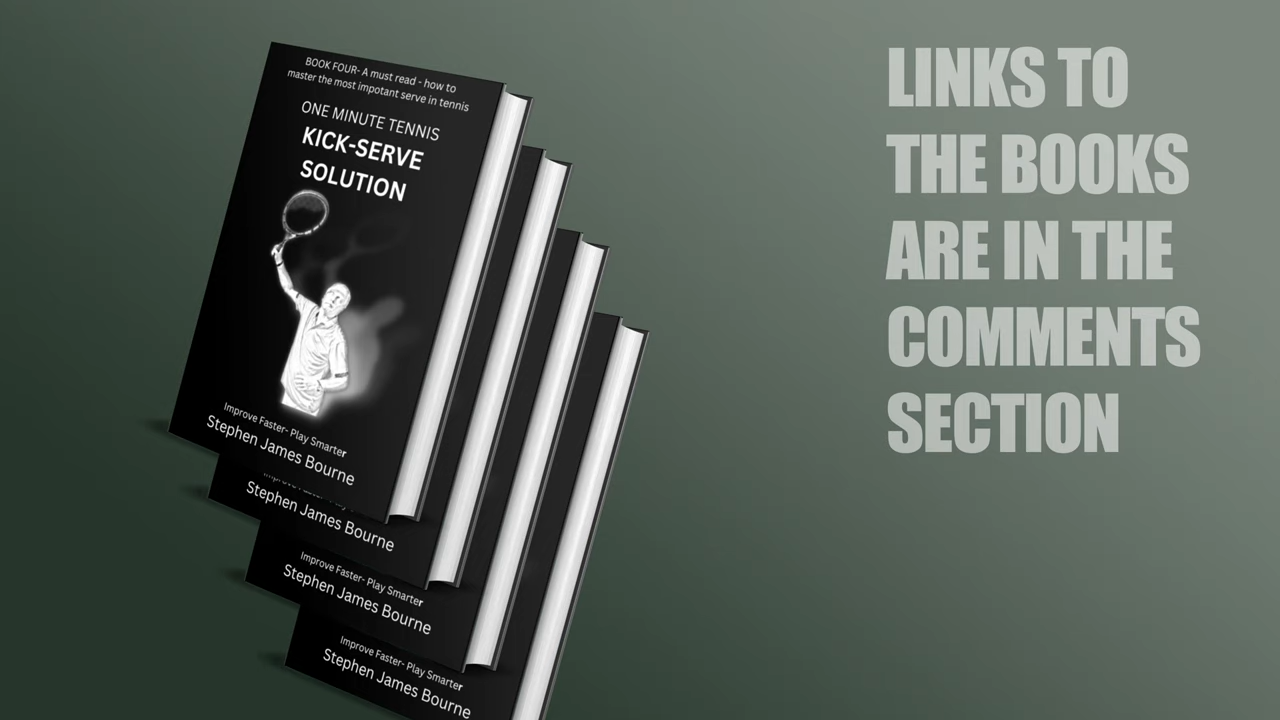 BOOK FOUR- A must read - how to
master the most impotant serve in tennis
ONE MINUTE TENNIS
KICK-SERVE
SOLUTION
Improve Faster- Play Smarter
Stephen James Bourne
Stephen James Bourne
Improve Faster- Play Smarter
Stephen James Bourne
Improve Faster- Play Smarter
Stephen James Bourne
LINKS TO
THE BOOKS
ARE IN THE
COMMENTS
SECTION